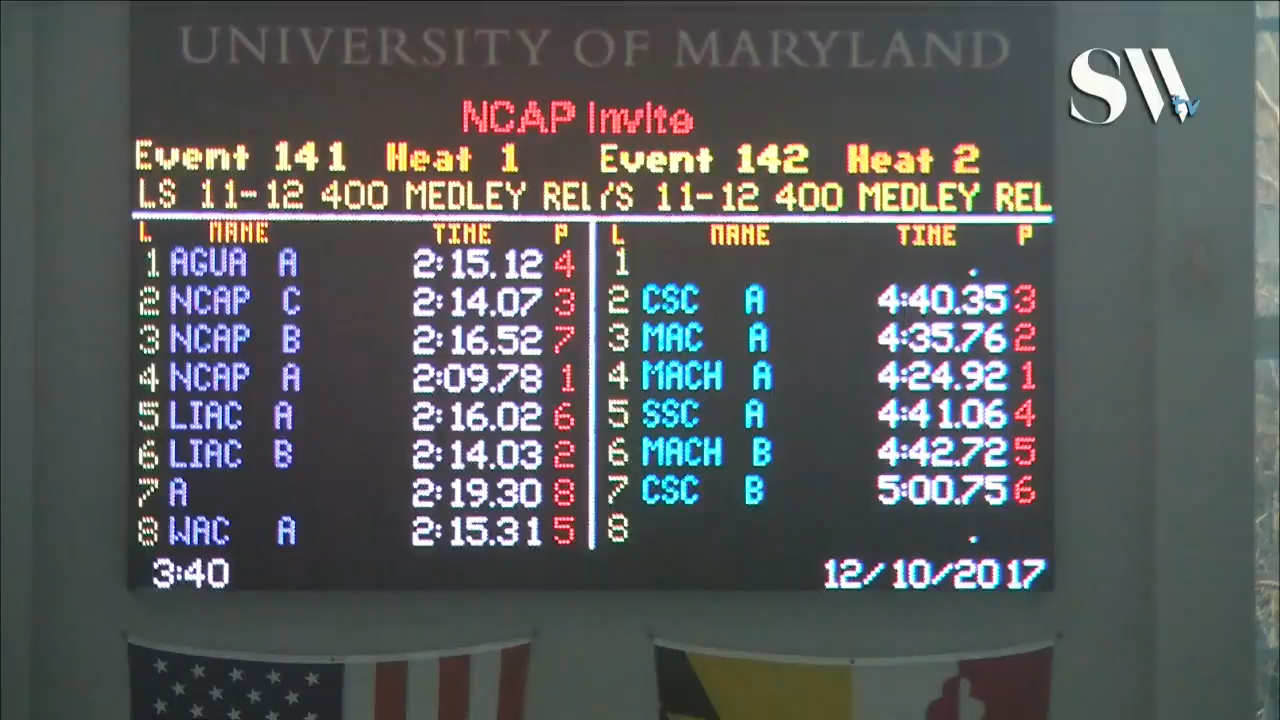 UNIVERSITY OF MARYLAND
SW
tv
NCAP Invite
Event 141 Heat 1 Event 142 Heat 2
LS 11-12 400 MEDLEY REL/S 11-12 400 MEDLEY REL
L NAME TIME P L NAME TIME P
1 AGUA A 2:15.12 4 1 .
2 NCAP C 2:14.07 3 2 CSC A 4:40.35 3
3 NCAP B 2:16.52 7 3 MAC A 4:35.76 2
4 NCAP A 2:09.78 1 4 MACH A 4:24.92 1
5 LIAC A 2:16.02 6 5 SSC A 4:41.06 4
6 LIAC B 2:14.03 2 6 MACH B 4:42.72 5
7 A 2:19.30 8 7 CSC B 5:00.75 6
8 WAC A 2:15.31 5 8 .
3:40 12/10/2017